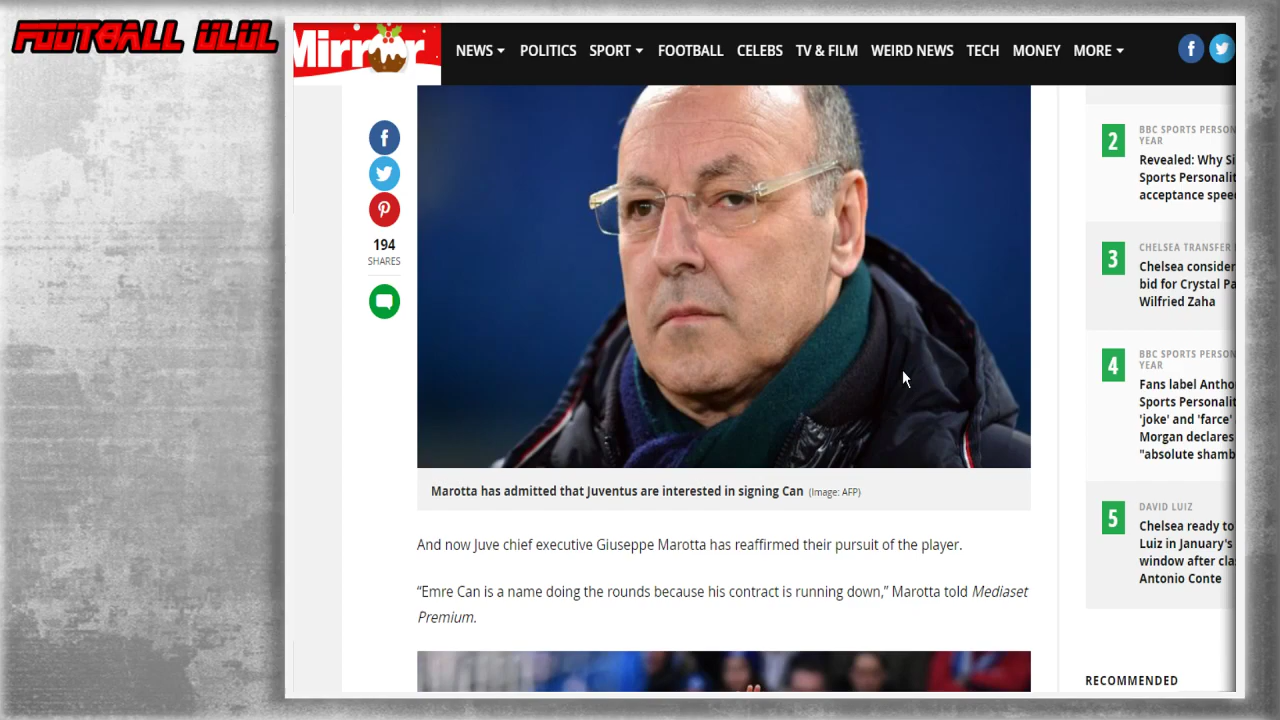 FOOTBALL ÜLÜL
Mirror
NEWS POLITICS SPORT FOOTBALL CELEBS TV & FILM WEIRD NEWS TECH MONEY MORE
194
SHARES
Marotta has admitted that Juventus are interested in signing Can (Image: AFP)
And now Juve chief executive Giuseppe Marotta has reaffirmed their pursuit of the player.
“Emre Can is a name doing the rounds because his contract is running down,” Marotta told Mediaset
Premium.
2
BBC SPORTS PERSON
YEAR
Revealed: Why Si
Sports Personalit
acceptance spee
3
CHELSEA TRANSFER
Chelsea consider
bid for Crystal Pa
Wilfried Zaha
4
BBC SPORTS PERSON
YEAR
Fans label Antho
Sports Personalit
'joke' and 'farce'
Morgan declares
"absolute shamb
5
DAVID LUIZ
Chelsea ready to
Luiz in January's
window after cla
Antonio Conte
RECOMMENDED